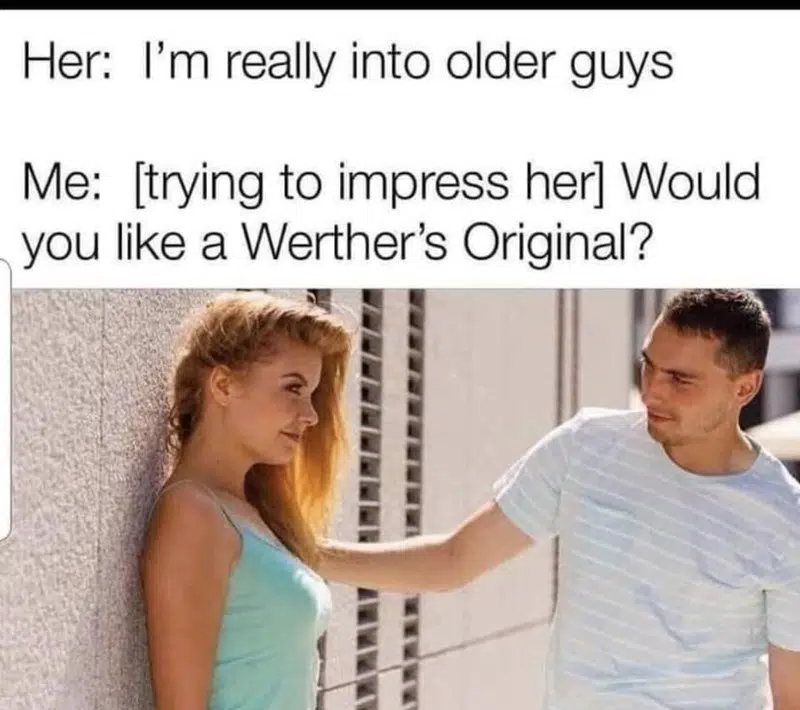 Her: I'm really into older guys
Me: [trying to impress her] Would
you like a Werther's Original?